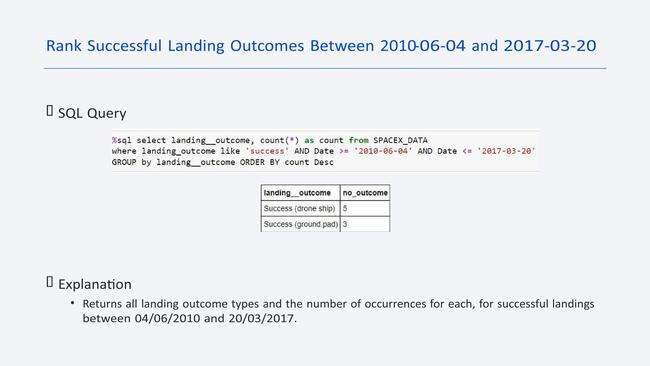 Rank Successful Landing Outcomes Between 2010-06-04 and 2017-03-20
SQL Query
%sql select landing__outcome, count(*) as count from SPACEX_DATA
where landing_outcome like 'success' AND Date >= '2010-06-04' AND Date <= '2017-03-20'
GROUP by landing__outcome ORDER BY count Desc
landing__outcome no_outcome
Success (drone ship) 5
Success (ground pad) 3
Explanation
• Returns all landing outcome types and the number of occurrences for each, for successful landings
between 04/06/2010 and 20/03/2017.